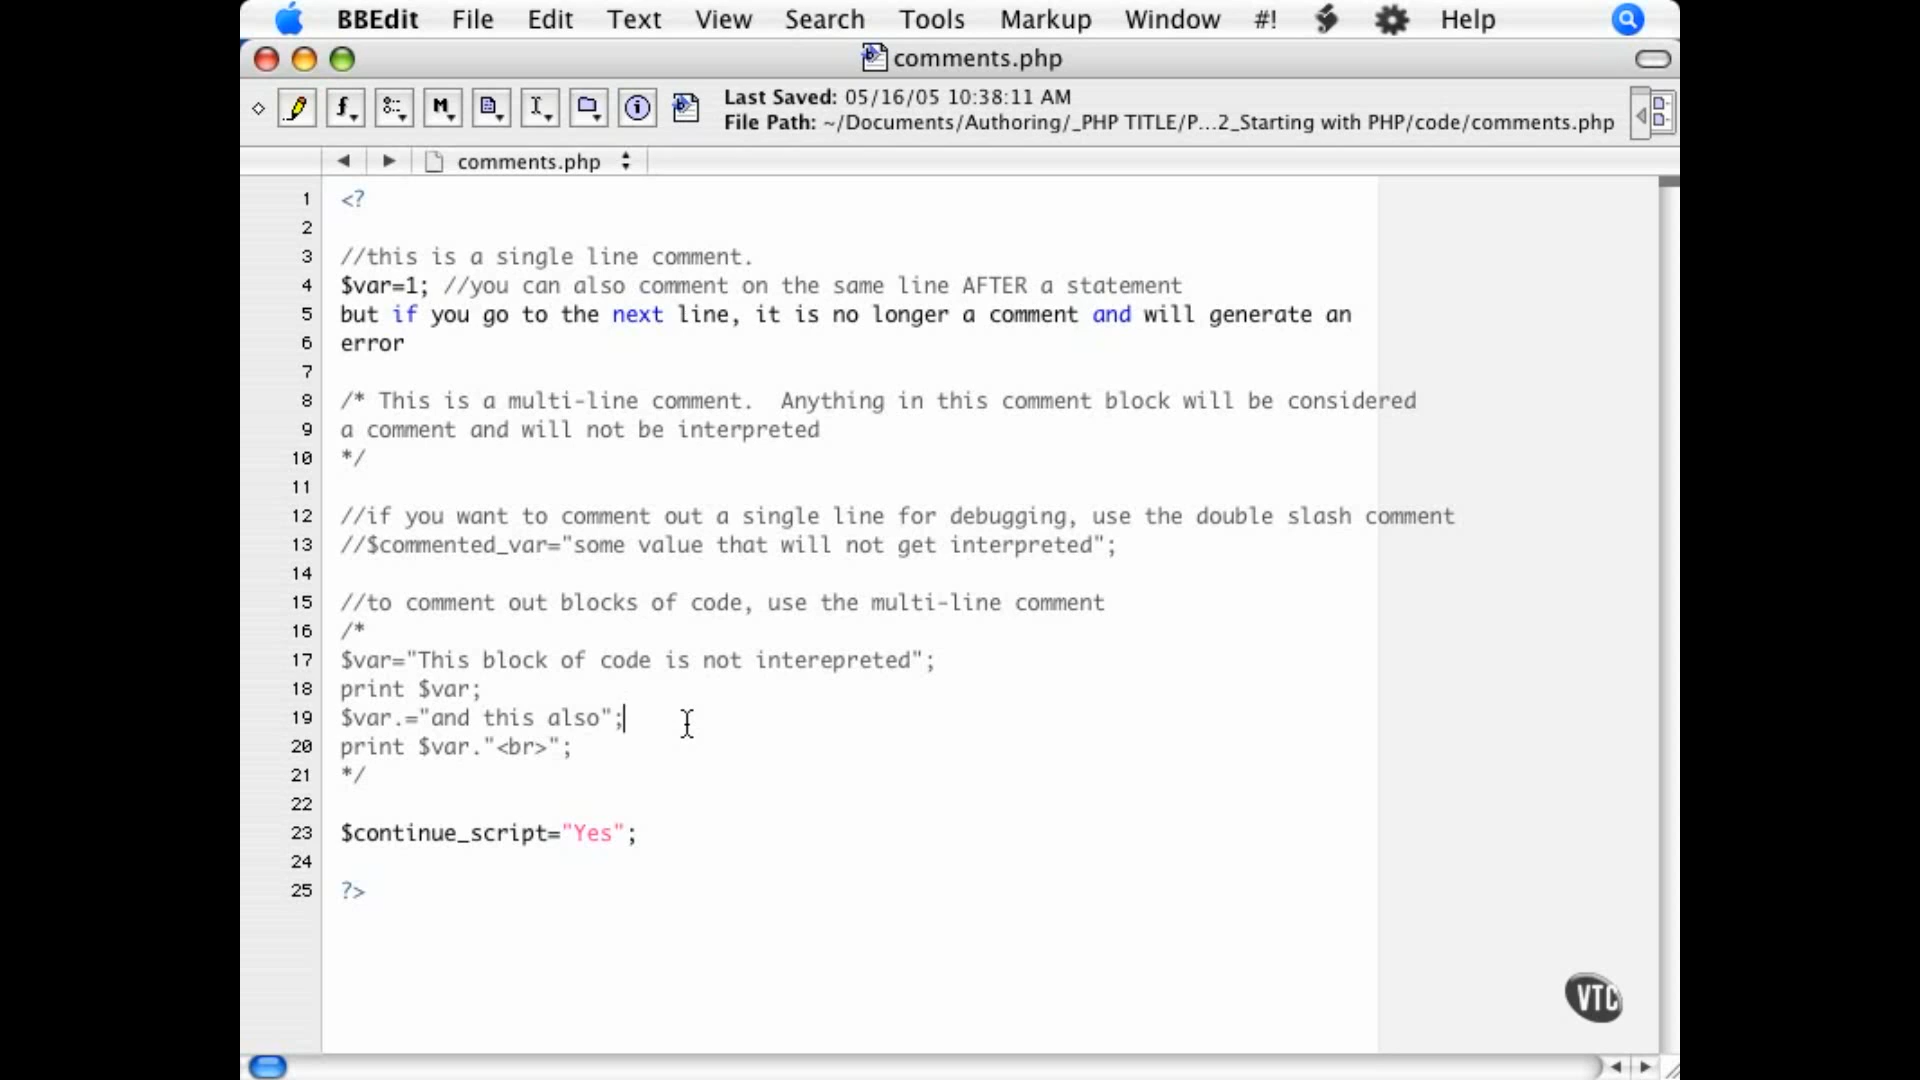 BBEdit File Edit Text View Search Tools Markup Window #! Help
comments.php
Last Saved: 05/16/05 10:38:11 AM
File Path: ~/Documents/Authoring/_PHP TITLE/P...2_Starting with PHP/code/comments.php
comments.php
1 <?
2
3 //this is a single line comment.
4 $var=1; //you can also comment on the same line AFTER a statement
5 but if you go to the next line, it is no longer a comment and will generate an
6 error
7
8 /* This is a multi-line comment.  Anything in this comment block will be considered
9 a comment and will not be interpreted
10 */
11
12 //if you want to comment out a single line for debugging, use the double slash comment
13 //$commented_var="some value that will not get interpreted";
14
15 //to comment out blocks of code, use the multi-line comment
16 /*
17 $var="This block of code is not interepreted";
18 print $var;
19 $var.="and this also";
20 print $var."<br>";
21 */
22
23 $continue_script="Yes";
24
25 ?>
VTC